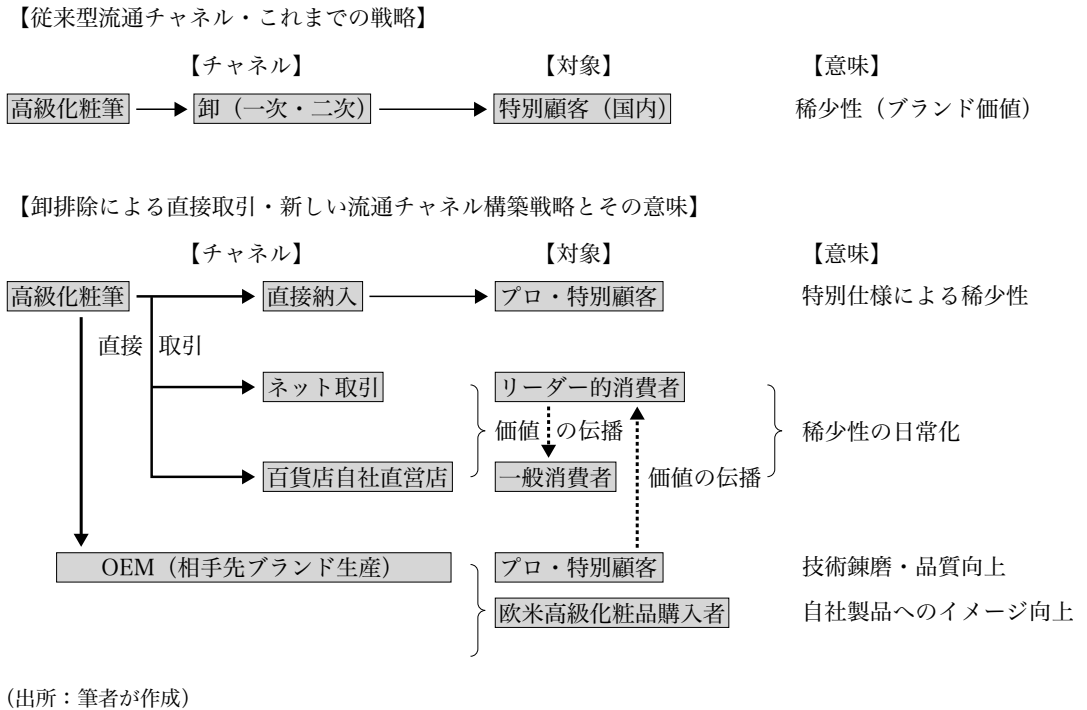 【従来型流通チャネル・これまでの戦略】
【チャネル】 【対象】 【意味】
高級化粧筆 卸（一次・二次） 特別顧客（国内） 稀少性（ブランド価値）
【卸排除による直接取引・新しい流通チャネル構築戦略とその意味】
【チャネル】 【対象】 【意味】
高級化粧筆 直接納入 プロ・特別顧客 特別仕様による稀少性
直接 取引
ネット取引 リーダー的消費者
価値 の伝播 稀少性の日常化
百貨店自社直営店 一般消費者 価値の伝播
OEM（相手先ブランド生産） プロ・特別顧客 技術錬磨・品質向上
欧米高級化粧品購入者 自社製品へのイメージ向上
（出所：筆者が作成）